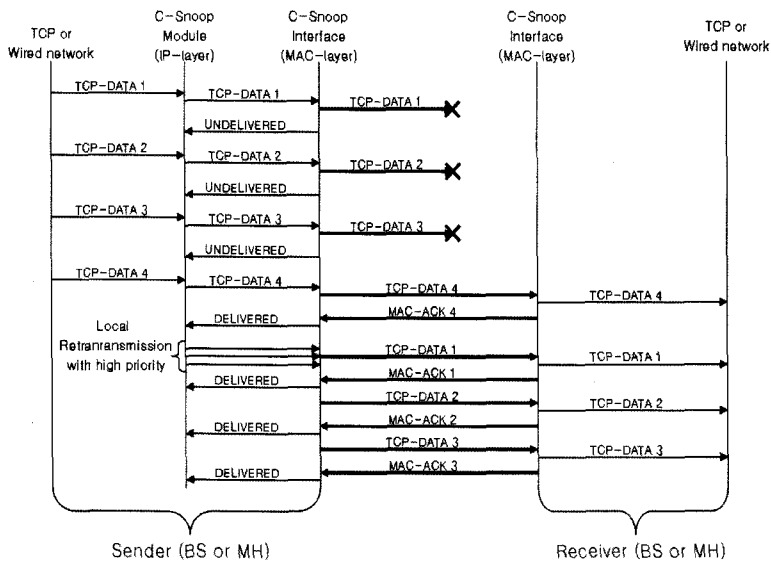 TCP or
Wired network
C-Snoop
Module
(IP-layer)
C-Snoop
Interface
(MAC-layer)
C-Snoop
Interface
(MAC-layer)
TCP or
Wired network
TCP-DATA 1
TCP-DATA 1
TCP-DATA 1
UNDELIVERED
TCP-DATA 2
TCP-DATA 2
TCP-DATA 2
UNDELIVERED
TCP-DATA 3
TCP-DATA 3
TCP-DATA 3
UNDELIVERED
TCP-DATA 4
TCP-DATA 4
TCP-DATA 4
TCP-DATA 4
MAC-ACK 4
DELIVERED
Local
Retranransmission
with high priority
TCP-DATA 1
TCP-DATA 1
MAC-ACK 1
DELIVERED
TCP-DATA 2
TCP-DATA 2
MAC-ACK 2
DELIVERED
TCP-DATA 3
TCP-DATA 3
MAC-ACK 3
DELIVERED
Sender (BS or MH)
Receiver (BS or MH)